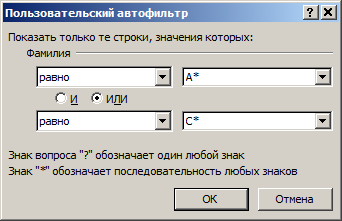 Пользовательский автофильтр
Показать только те строки, значения которых:
Фамилия
равно А*
И ИЛИ
равно С*
Знак вопроса "?" обозначает один любой знак
Знак "*" обозначает последовательность любых знаков
ОК Отмена